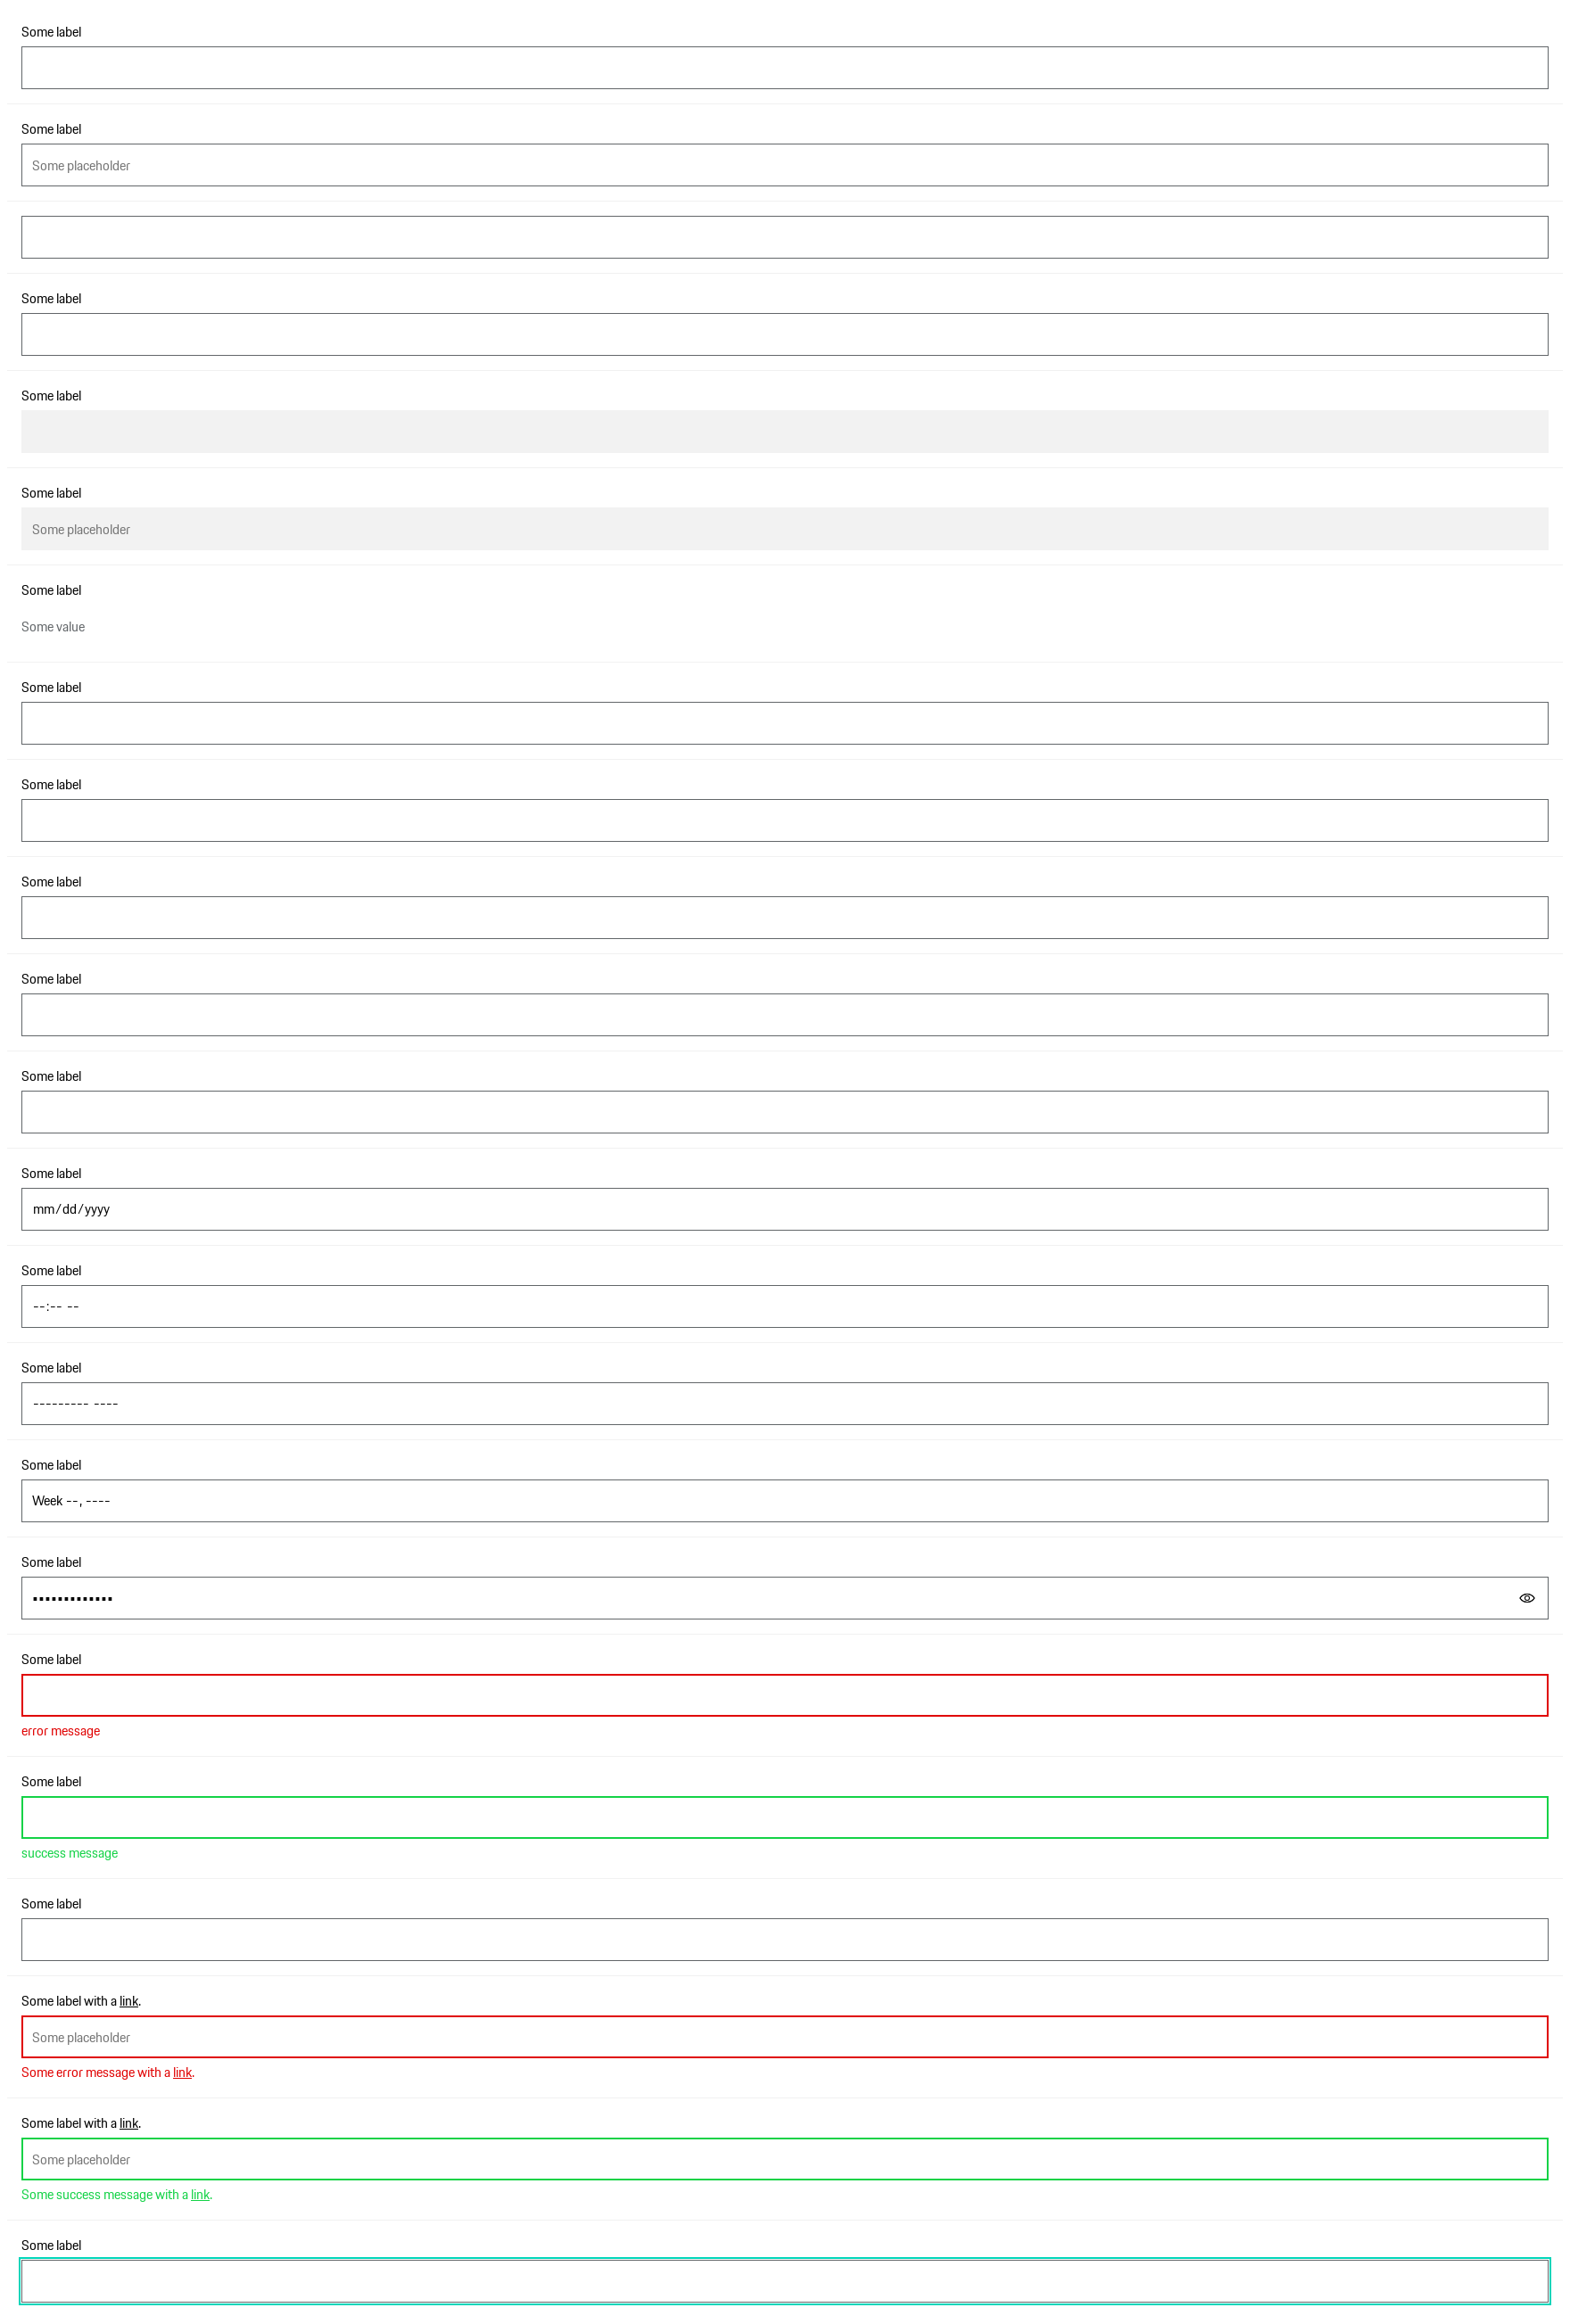 Some label
Some label
Some placeholder
Some label
Some label
Some label
Some placeholder
Some label
Some value
Some label
Some label
Some label
Some label
Some label
Some label
mm/dd/yyyy
Some label
--:-- --
Some label
--------- ----
Some label
Week --, ----
Some label
•••••••••••••
Some label
error message
Some label
success message
Some label
Some label with a link.
Some placeholder
Some error message with a link.
Some label with a link.
Some placeholder
Some success message with a link.
Some label